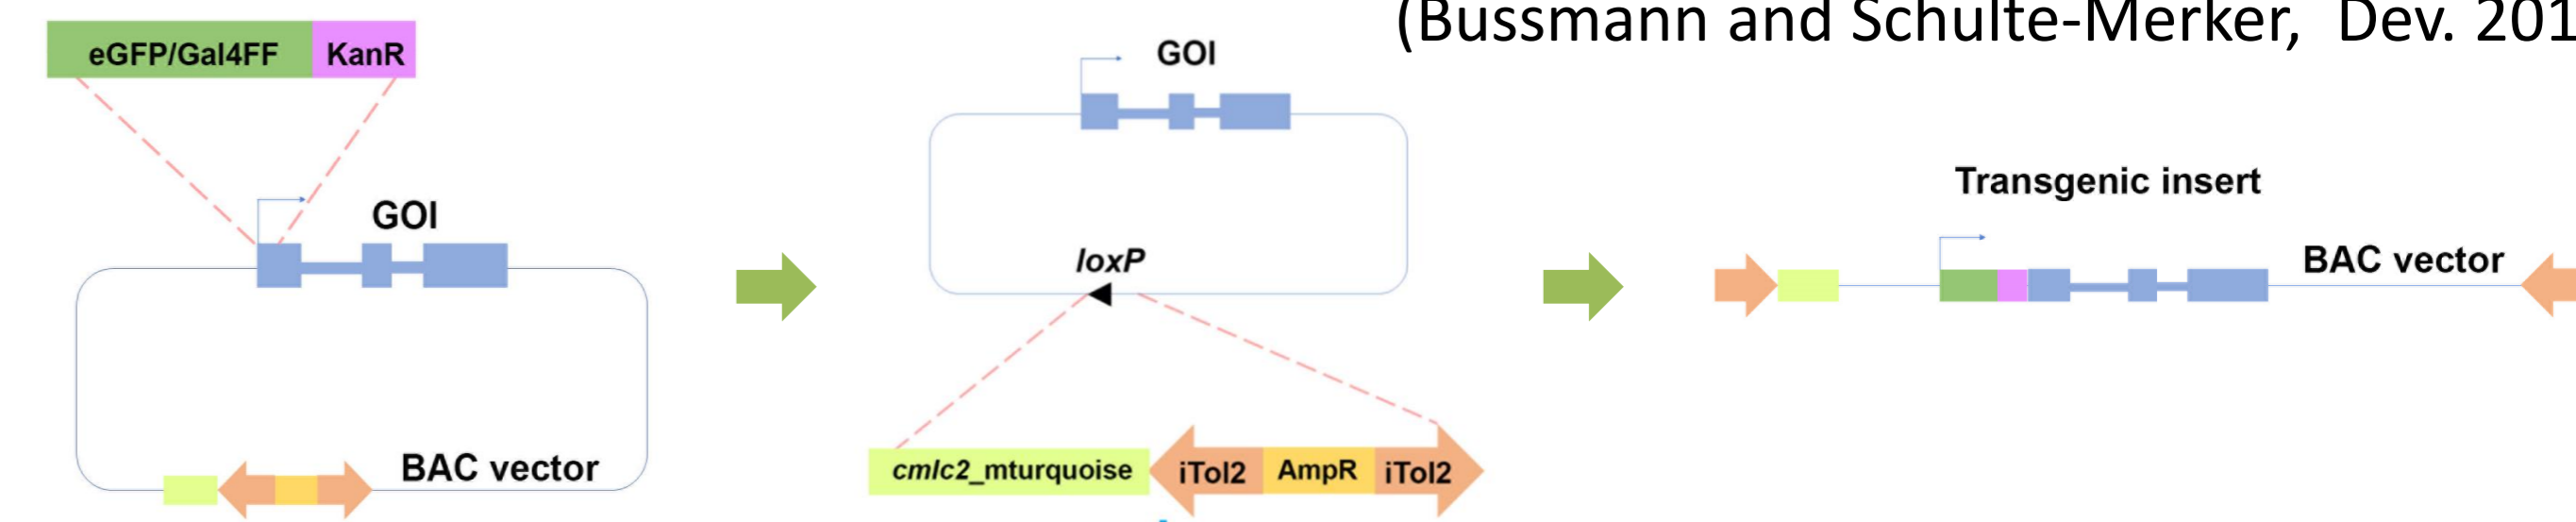 (Bussmann and Schulte-Merker, Dev. 201
eGFP/Gal4FF KanR
GOI
BAC vector
GOI
loxP
cmlc2_mturquoise iTol2 AmpR iTol2
Transgenic insert
BAC vector